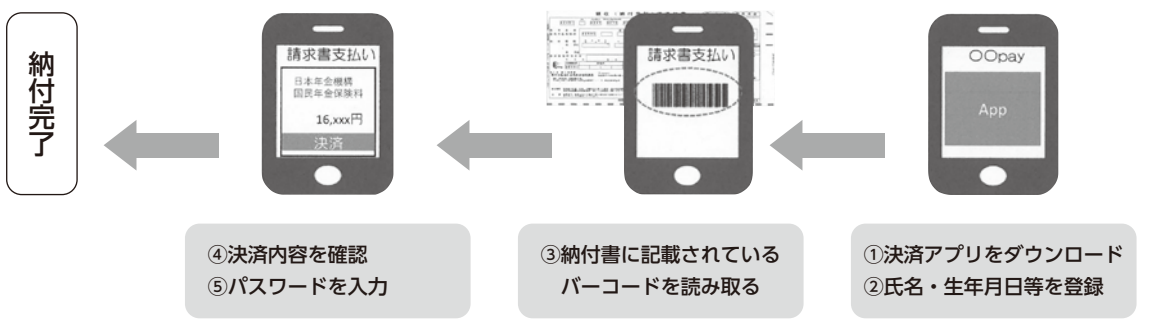 ○○pay
App
①決済アプリをダウンロード
②氏名・生年月日等を登録
請求書支払い
③納付書に記載されている
バーコードを読み取る
請求書支払い
日本年金機構
国民年金保険料
16,xxx円
決済
④決済内容を確認
⑤パスワードを入力
納付完了